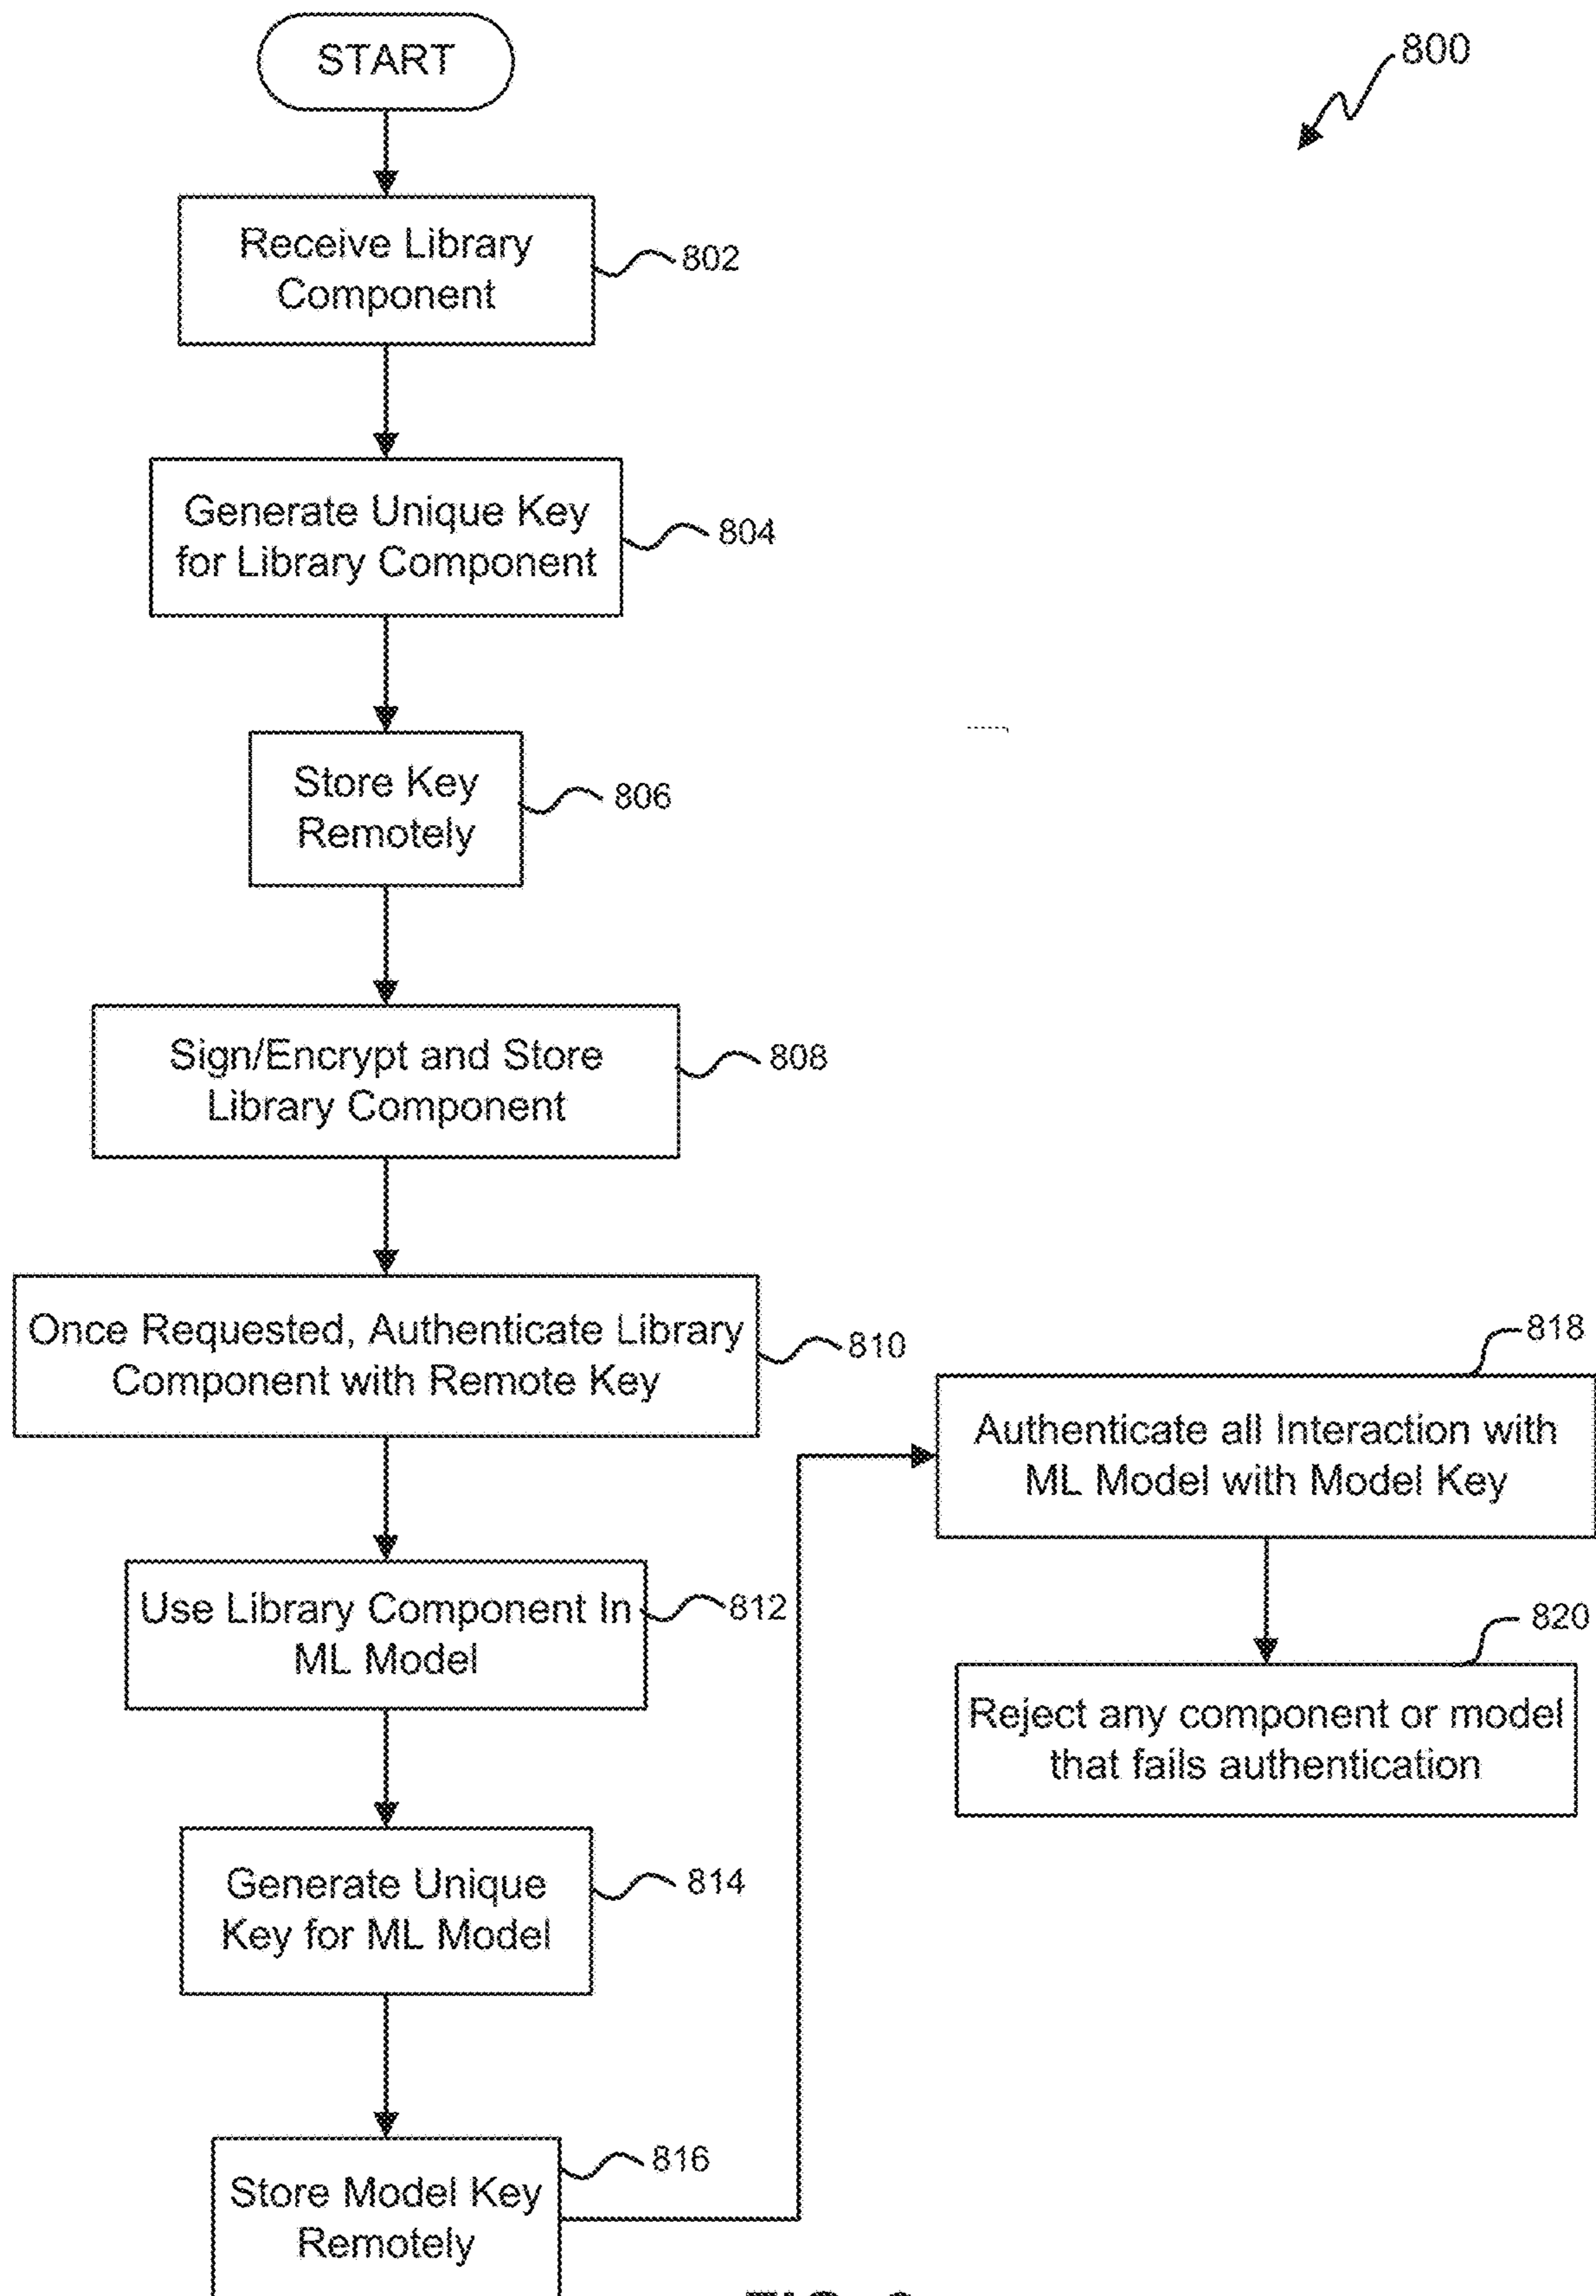 START
800
Receive Library
Component
802
Generate Unique Key
for Library Component
804
Store Key
Remotely
806
Sign/Encrypt and Store
Library Component
808
Once Requested, Authenticate Library
Component with Remote Key
810
Use Library Component In
ML Model
812
Generate Unique
Key for ML Model
814
Store Model Key
Remotely
816
818
Authenticate all Interaction with
ML Model with Model Key
820
Reject any component or model
that fails authentication